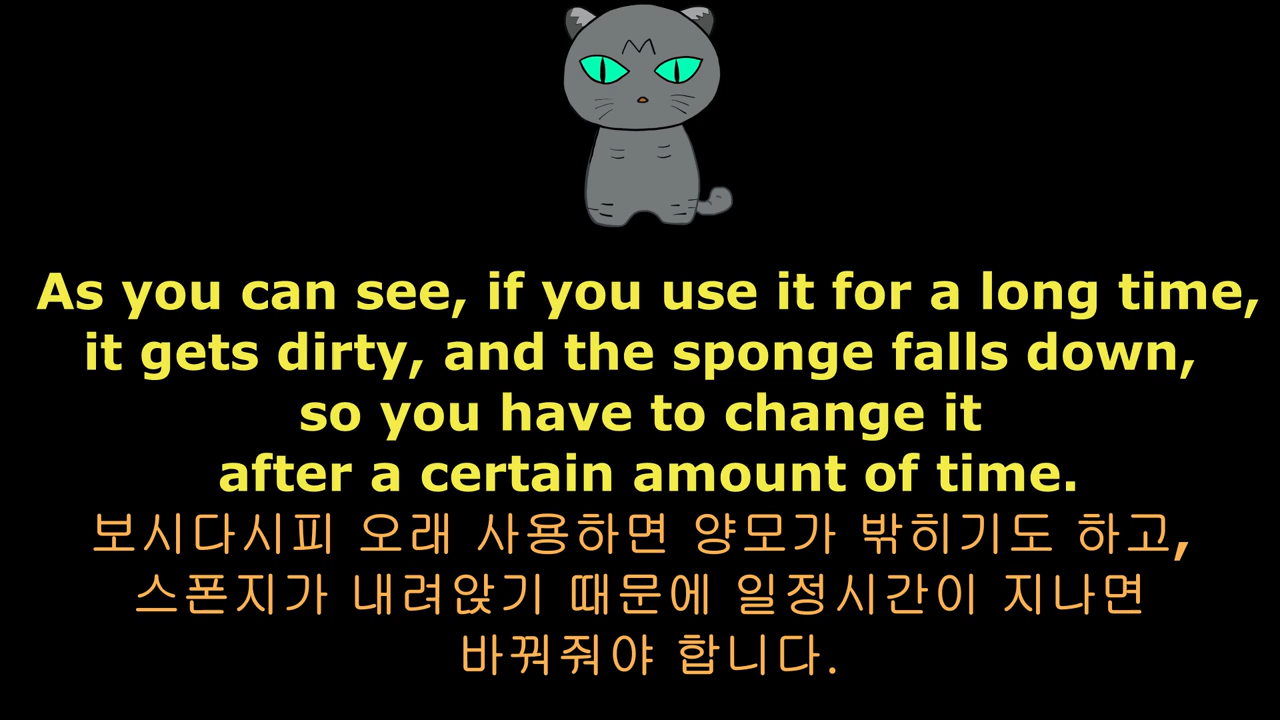 As you can see, if you use it for a long time,
it gets dirty, and the sponge falls down,
so you have to change it
after a certain amount of time.
보시다시피 오래 사용하면 양모가 밖히기도 하고,
스폰지가 내려앉기 때문에 일정시간이 지나면
바꿔줘야 합니다.